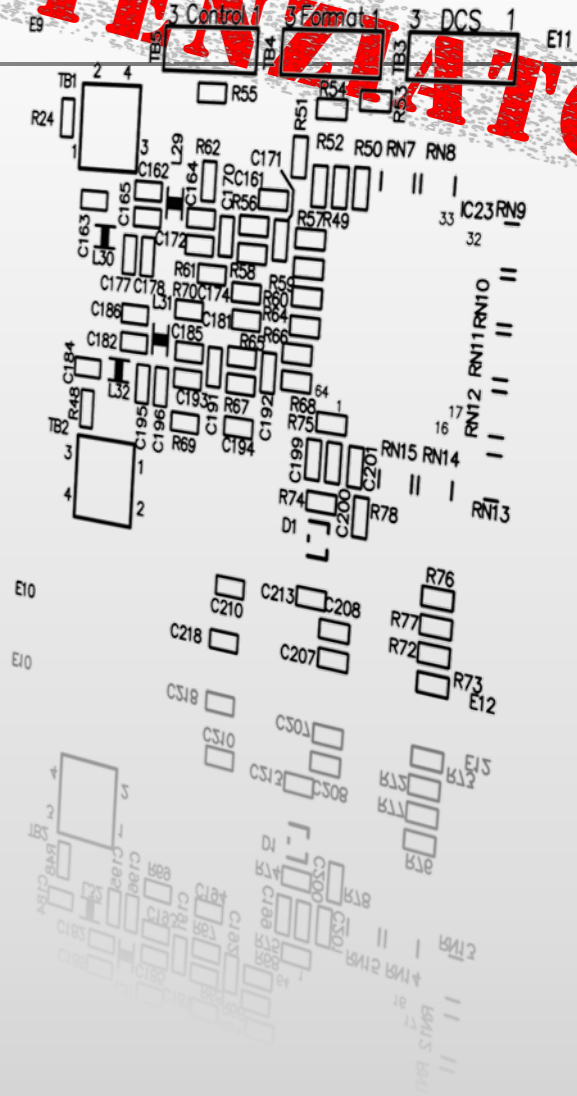 3 Control 1
3 Format 1
3 DCS 1
E9
TB5
TB4
TB3
E11
TB1
2 4
R55
R54
R53
R24
R51
1
3
L29
R62
R52
R50
RN7
RN8
C162
C164
C161
C171
C165
R56
33
IC23
RN9
C163
C172
R57
R49
32
L30
R61
R58
C177
C178
R70
C174
R59
R60
RN10
C186
L31
C181
R64
C182
C185
R65
R66
RN11
C184
L32
C193
C191
R67
C192
R68
64
1
R75
17
16
RN12
R48
C195
C196
R69
C194
TB2
3
1
4
2
C199
C201
RN15
RN14
R74
C200
R78
RN13
D1
E10
C210
C213
C208
R76
C218
C207
R77
R72
R73
E12